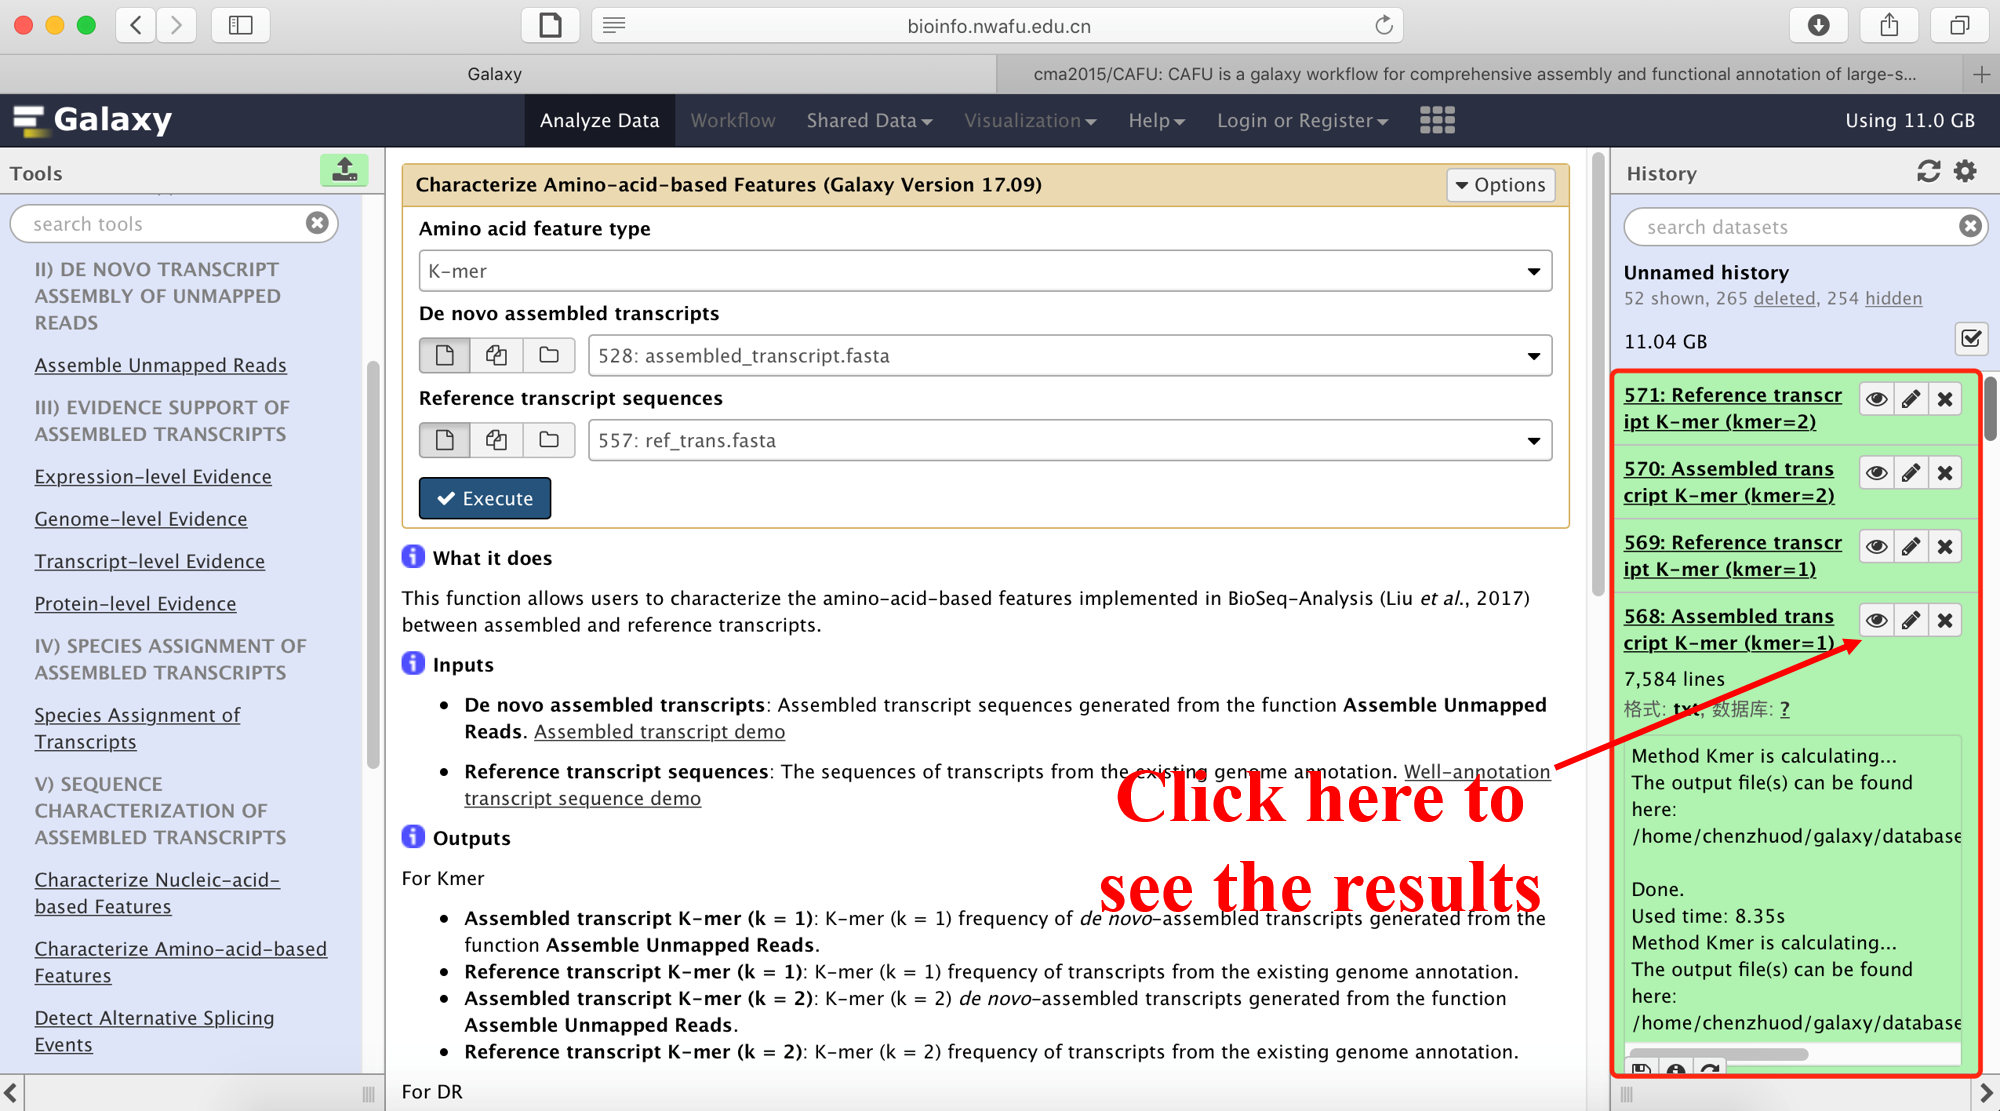 bioinfo.nwafu.edu.cn
Galaxy
cma2015/CAFU: CAFU is a galaxy workflow for comprehensive assembly and functional annotation of large-s...
Galaxy
Analyze Data
Workflow
Shared Data
Visualization
Help
Login or Register
Using 11.0 GB
Tools
search tools
II) DE NOVO TRANSCRIPT
ASSEMBLY OF UNMAPPED
READS
Assemble Unmapped Reads
III) EVIDENCE SUPPORT OF
ASSEMBLED TRANSCRIPTS
Expression-level Evidence
Genome-level Evidence
Transcript-level Evidence
Protein-level Evidence
IV) SPECIES ASSIGNMENT OF
ASSEMBLED TRANSCRIPTS
Species Assignment of
Transcripts
V) SEQUENCE
CHARACTERIZATION OF
ASSEMBLED TRANSCRIPTS
Characterize Nucleic-acid-
based Features
Characterize Amino-acid-based
Features
Detect Alternative Splicing
Events
Characterize Amino-acid-based Features (Galaxy Version 17.09)
Options
Amino acid feature type
K-mer
De novo assembled transcripts
528: assembled_transcript.fasta
Reference transcript sequences
557: ref_trans.fasta
Execute
What it does
This function allows users to characterize the amino-acid-based features implemented in BioSeq-Analysis (Liu et al., 2017)
between assembled and reference transcripts.
Inputs
• De novo assembled transcripts: Assembled transcript sequences generated from the function Assemble Unmapped
Reads. Assembled transcript demo
• Reference transcript sequences: The sequences of transcripts from the existing genome annotation. Well-annotation
transcript sequence demo
Outputs
For Kmer
• Assembled transcript K-mer (k = 1): K-mer (k = 1) frequency of de novo-assembled transcripts generated from the
function Assemble Unmapped Reads.
• Reference transcript K-mer (k = 1): K-mer (k = 1) frequency of transcripts from the existing genome annotation.
• Assembled transcript K-mer (k = 2): K-mer (k = 2) de novo-assembled transcripts generated from the function
Assemble Unmapped Reads.
• Reference transcript K-mer (k = 2): K-mer (k = 2) frequency of transcripts from the existing genome annotation.
For DR
Click here to
see the results
History
search datasets
Unnamed history
52 shown, 265 deleted, 254 hidden
11.04 GB
571: Reference transcr
ipt K-mer (kmer=2)
570: Assembled trans
cript K-mer (kmer=2)
569: Reference transcr
ipt K-mer (kmer=1)
568: Assembled trans
cript K-mer (kmer=1)
7,584 lines
格式: txt, 数据库: ?
Method Kmer is calculating...
The output file(s) can be found
here:
/home/chenzhuod/galaxy/database
Done.
Used time: 8.35s
Method Kmer is calculating...
The output file(s) can be found
here:
/home/chenzhuod/galaxy/database